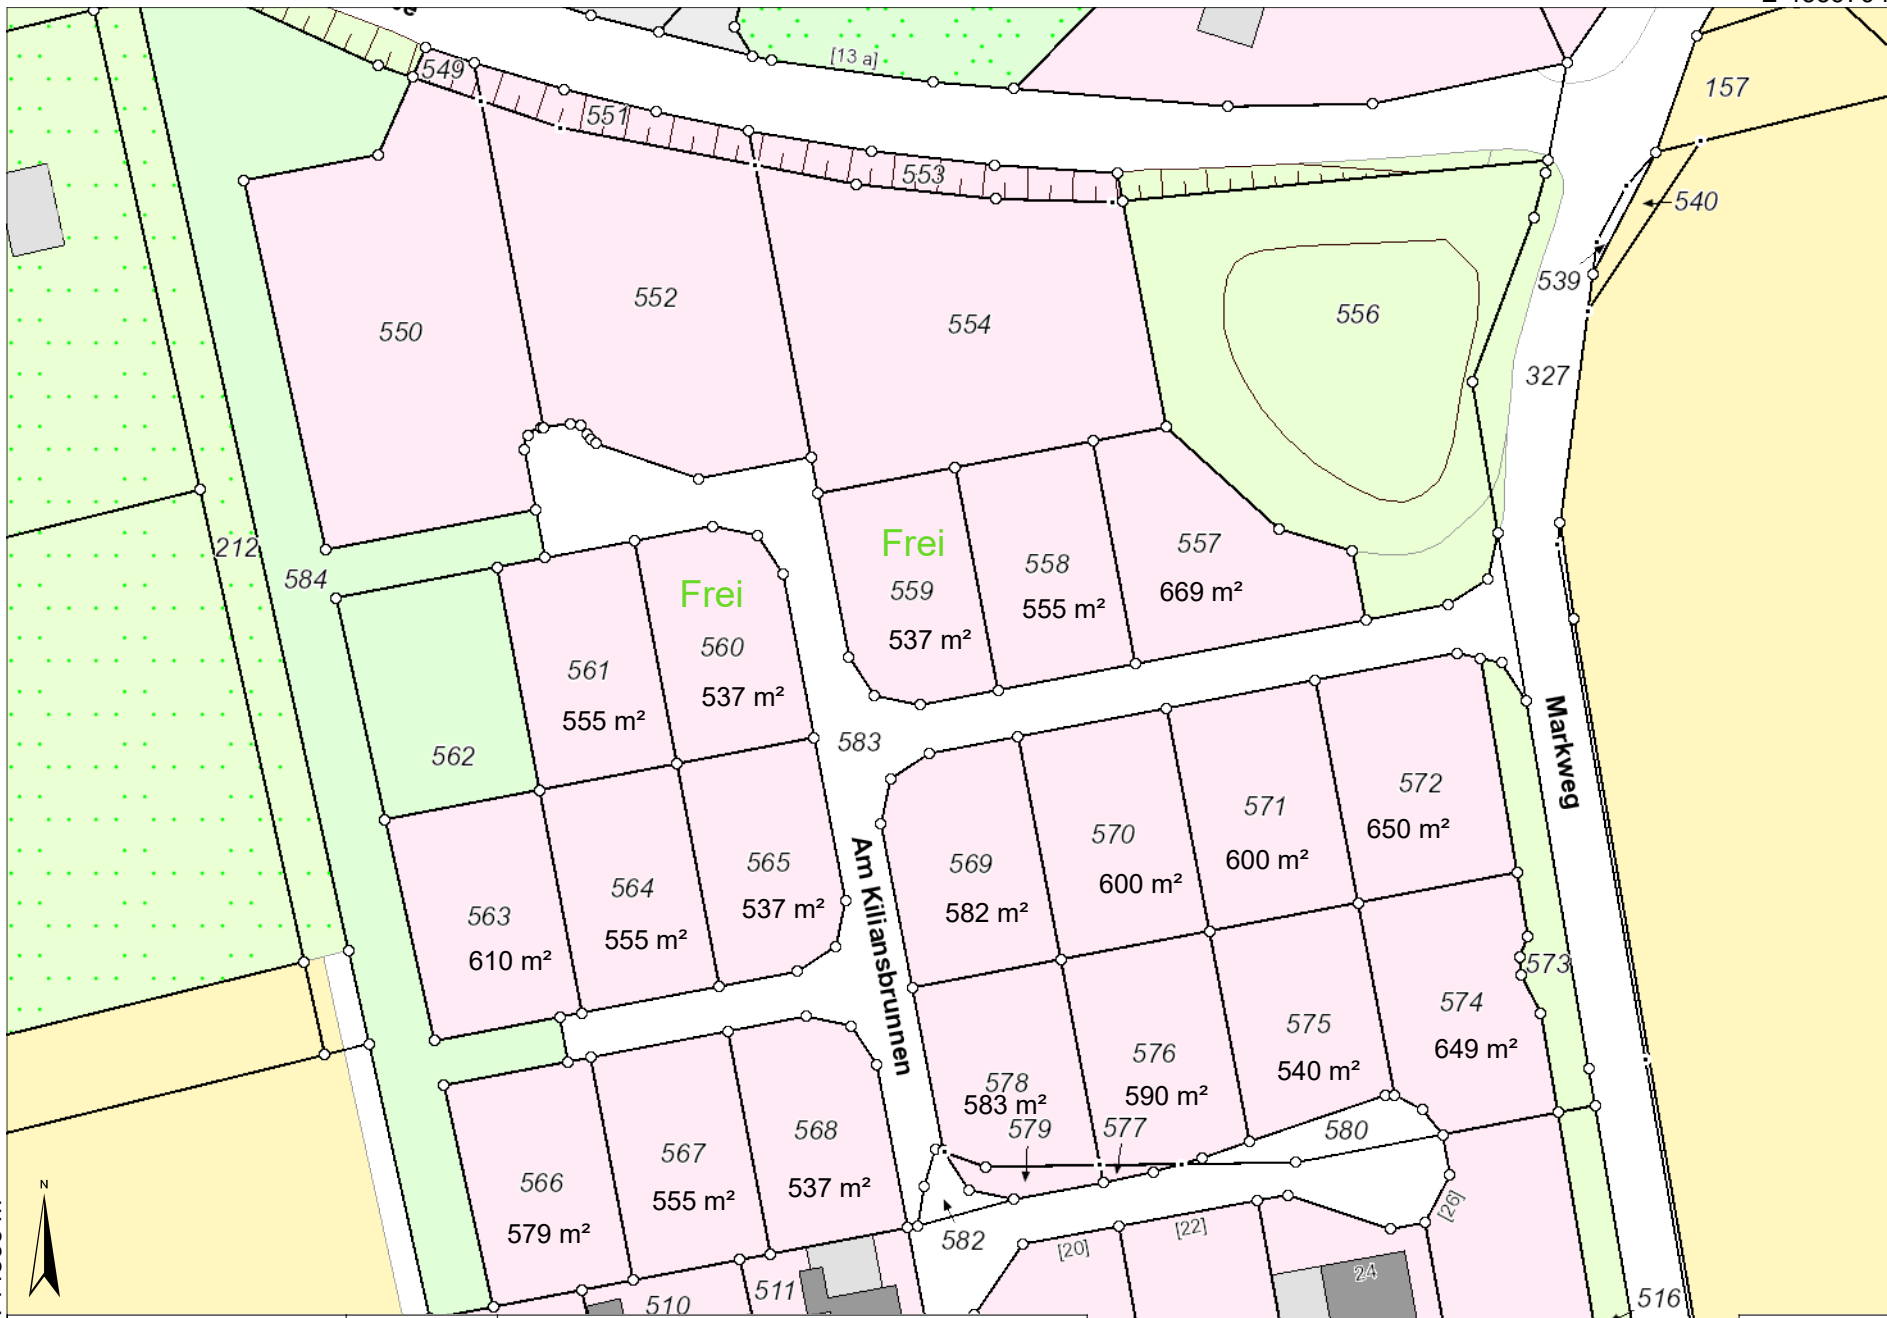 [13 a]
549
551
157
553
540
552
539
550
554
556
327
Frei
Frei
557
212
584
559
558
669 m²
560
555 m²
561
537 m²
537 m²
555 m²
Markweg
562
583
572
571
570
650 m²
Am Kiliansbrunnen
565
569
600 m²
564
600 m²
563
537 m²
582 m²
555 m²
610 m²
573
574
575
649 m²
576
540 m²
578
590 m²
583 m²
579
577
580
568
567
566
537 m²
555 m²
579 m²
[26]
582
[20]
[22]
24
511
510
516
N